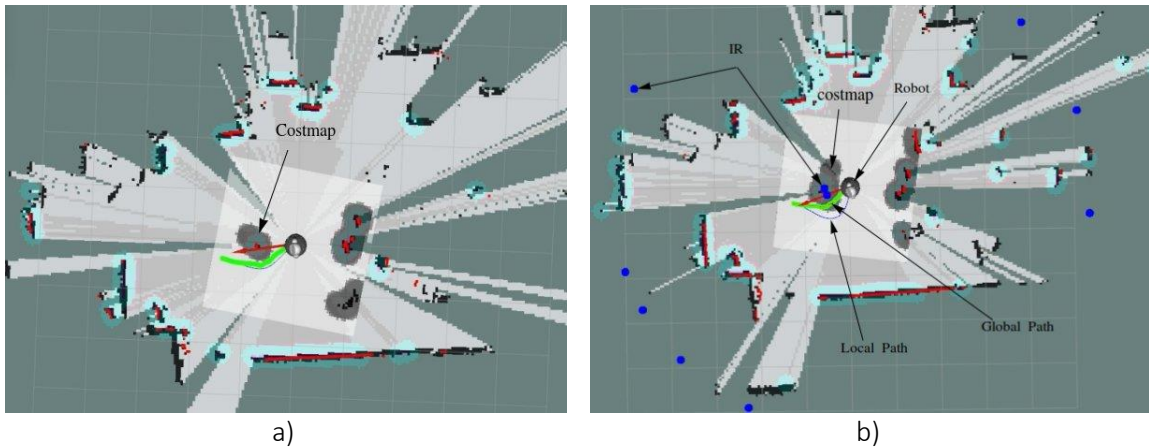 Costmap
IR
costmap
Robot
Global Path
Local Path
a)
b)